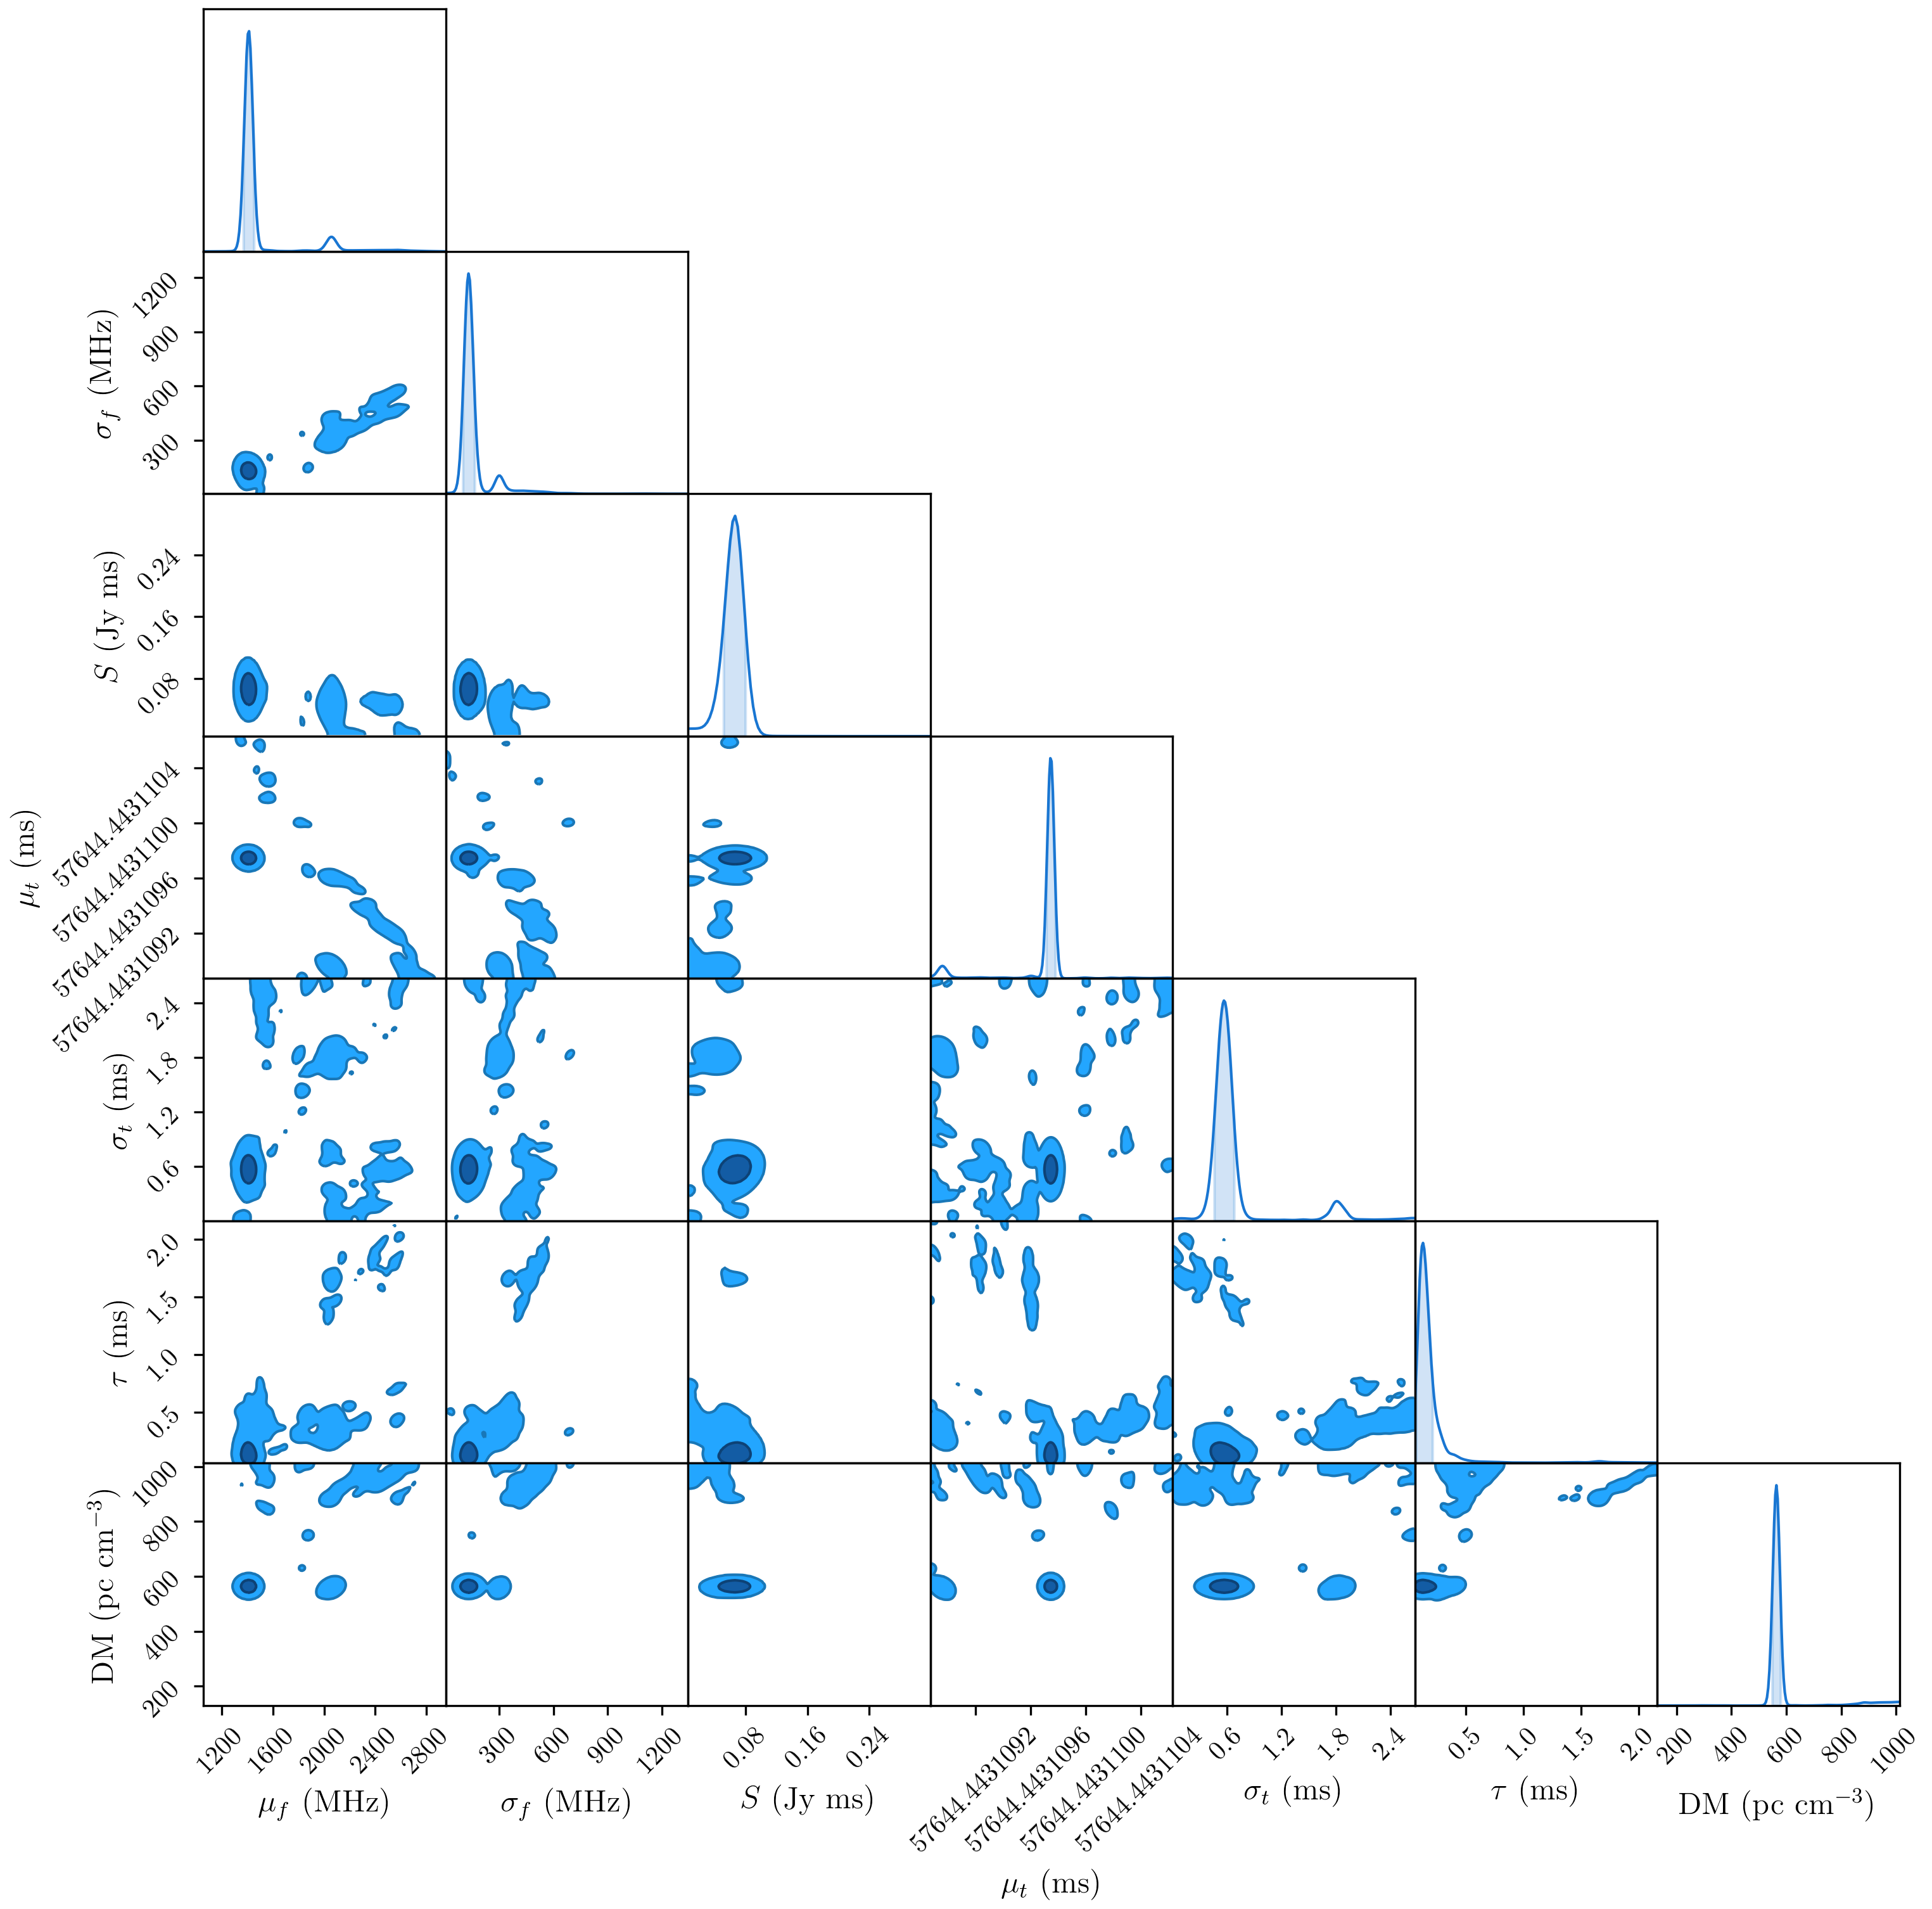 1200
900
600
300
σ_f (MHz)
0.24
0.16
0.08
S (Jy ms)
57644.4431104
57644.4431100
57644.4431096
57644.4431092
μ_t (ms)
2.4
1.8
1.2
0.6
σ_t (ms)
2.0
1.5
1.0
0.5
τ (ms)
1000
800
600
400
200
DM (pc cm⁻³)
1200 1600 2000 2400 2800
μ_f (MHz)
300 600 900 1200
σ_f (MHz)
0.08 0.16 0.24
S (Jy ms)
57644.4431092 57644.4431096 57644.4431100 57644.4431104
μ_t (ms)
0.6 1.2 1.8 2.4
σ_t (ms)
0.5 1.0 1.5 2.0
τ (ms)
200 400 600 800 1000
DM (pc cm⁻³)